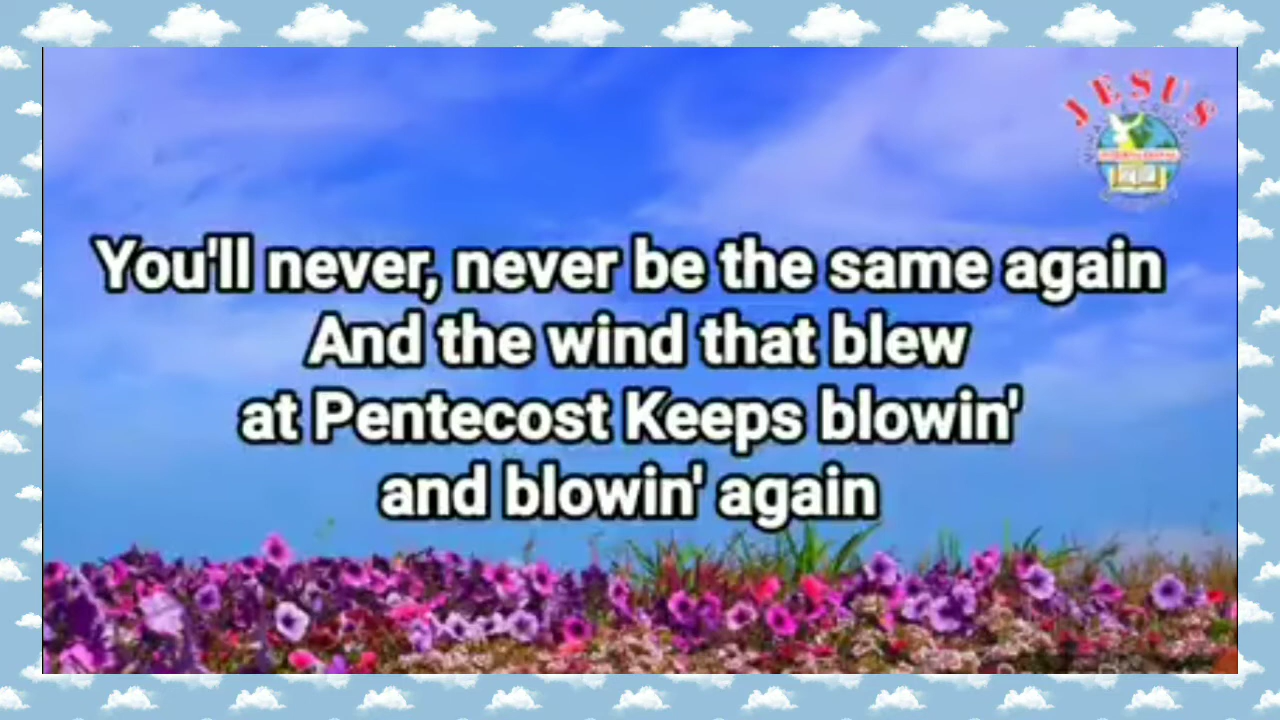 JESUS
You'll never, never be the same again
And the wind that blew
at Pentecost Keeps blowin'
and blowin' again